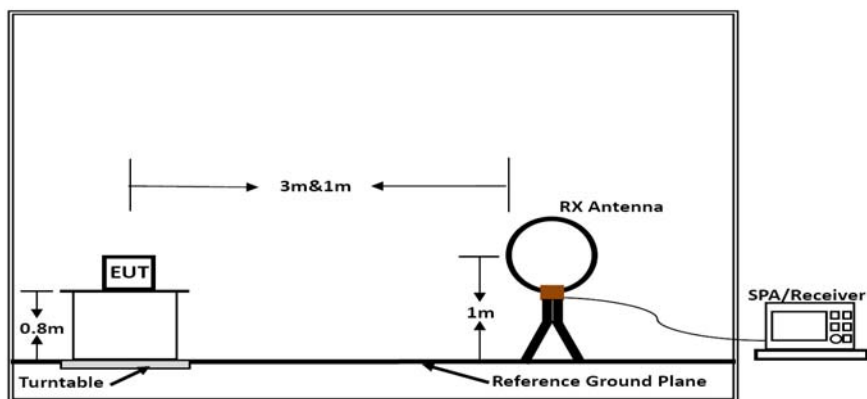 3m&1m
RX Antenna
EUT
1m
SPA/Receiver
0.8m
Turntable
Reference Ground Plane